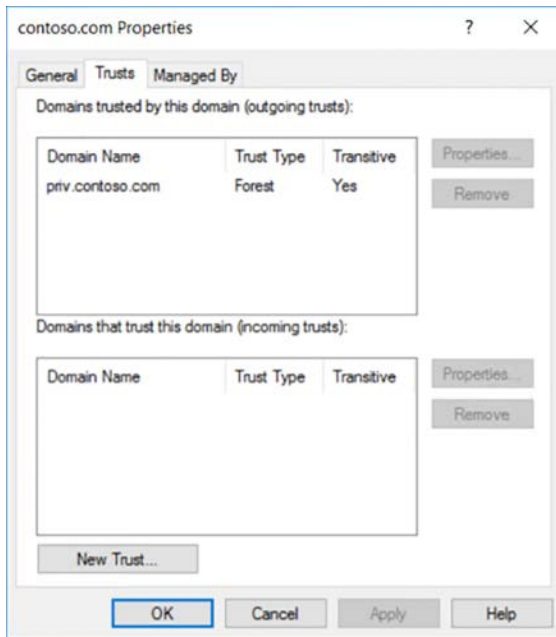 contoso.com Properties ? X
General Trusts Managed By
Domains trusted by this domain (outgoing trusts):
Domain Name Trust Type Transitive
priv.contoso.com Forest Yes
Properties...
Remove
Domains that trust this domain (incoming trusts):
Domain Name Trust Type Transitive
Properties...
Remove
New Trust...
OK Cancel Apply Help